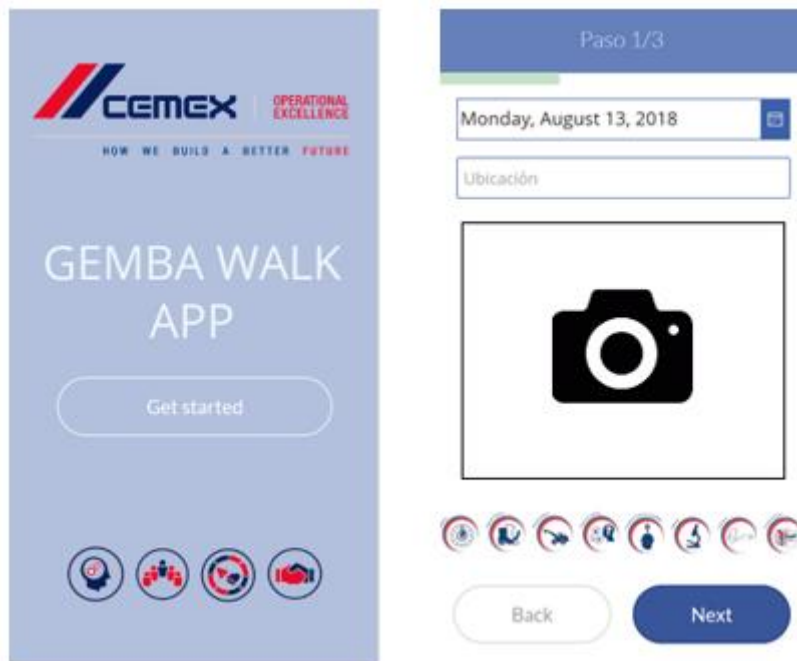 CEMEX
OPERATIONAL
EXCELLENCE
HOW WE BUILD A BETTER FUTURE
GEMBA WALK
APP
Get started
Paso 1/3
Monday, August 13, 2018
Ubicación
Back
Next